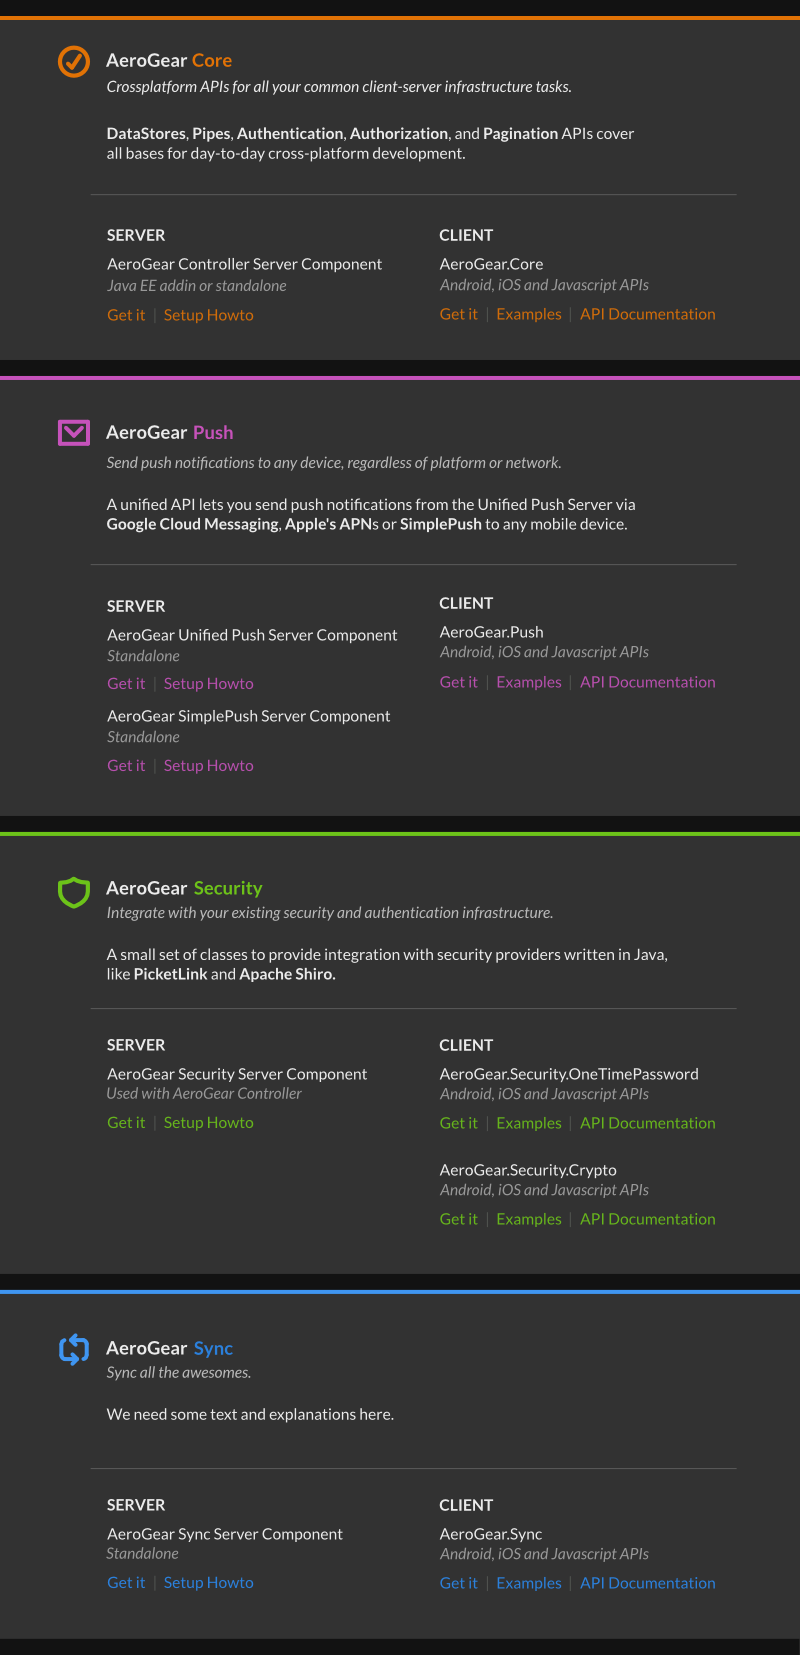 AeroGear Core
Crossplatform APIs for all your common client-server infrastructure tasks.
DataStores, Pipes, Authentication, Authorization, and Pagination APIs cover
all bases for day-to-day cross-platform development.
SERVER
AeroGear Controller Server Component
Java EE addin or standalone
Get it | Setup Howto
CLIENT
AeroGear.Core
Android, iOS and Javascript APIs
Get it | Examples | API Documentation
AeroGear Push
Send push notifications to any device, regardless of platform or network.
A unified API lets you send push notifications from the Unified Push Server via
Google Cloud Messaging, Apple's APNs or SimplePush to any mobile device.
SERVER
AeroGear Unified Push Server Component
Standalone
Get it | Setup Howto
AeroGear SimplePush Server Component
Standalone
Get it | Setup Howto
CLIENT
AeroGear.Push
Android, iOS and Javascript APIs
Get it | Examples | API Documentation
AeroGear Security
Integrate with your existing security and authentication infrastructure.
A small set of classes to provide integration with security providers written in Java,
like PicketLink and Apache Shiro.
SERVER
AeroGear Security Server Component
Used with AeroGear Controller
Get it | Setup Howto
CLIENT
AeroGear.Security.OneTimePassword
Android, iOS and Javascript APIs
Get it | Examples | API Documentation
AeroGear.Security.Crypto
Android, iOS and Javascript APIs
Get it | Examples | API Documentation
AeroGear Sync
Sync all the awesomes.
We need some text and explanations here.
SERVER
AeroGear Sync Server Component
Standalone
Get it | Setup Howto
CLIENT
AeroGear.Sync
Android, iOS and Javascript APIs
Get it | Examples | API Documentation